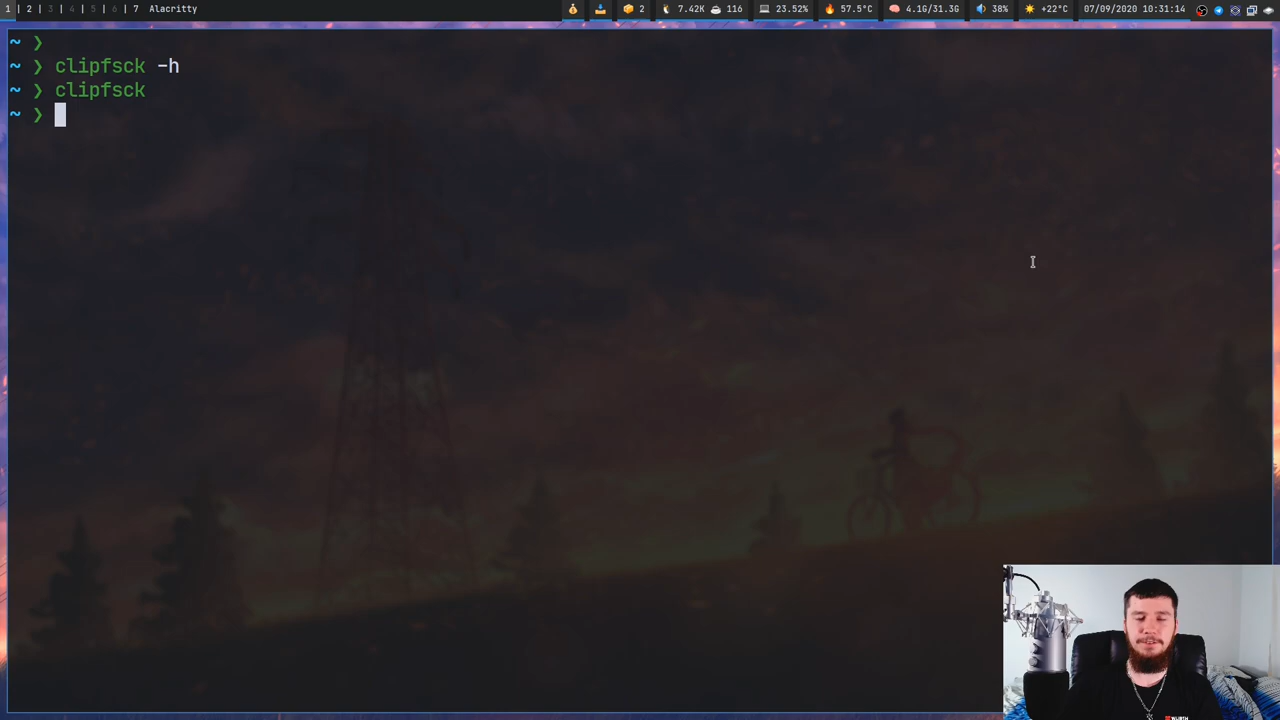 1 | 2 | 3 | 4 | 5 | 6 | 7 Alacritty 2 7.42K 116 23.52% 57.5°C 4.1G/31.3G 38% +22°C 07/09/2020 10:31:14
~ ❯
~ ❯ clipfsck -h
~ ❯ clipfsck
~ ❯
WURTH